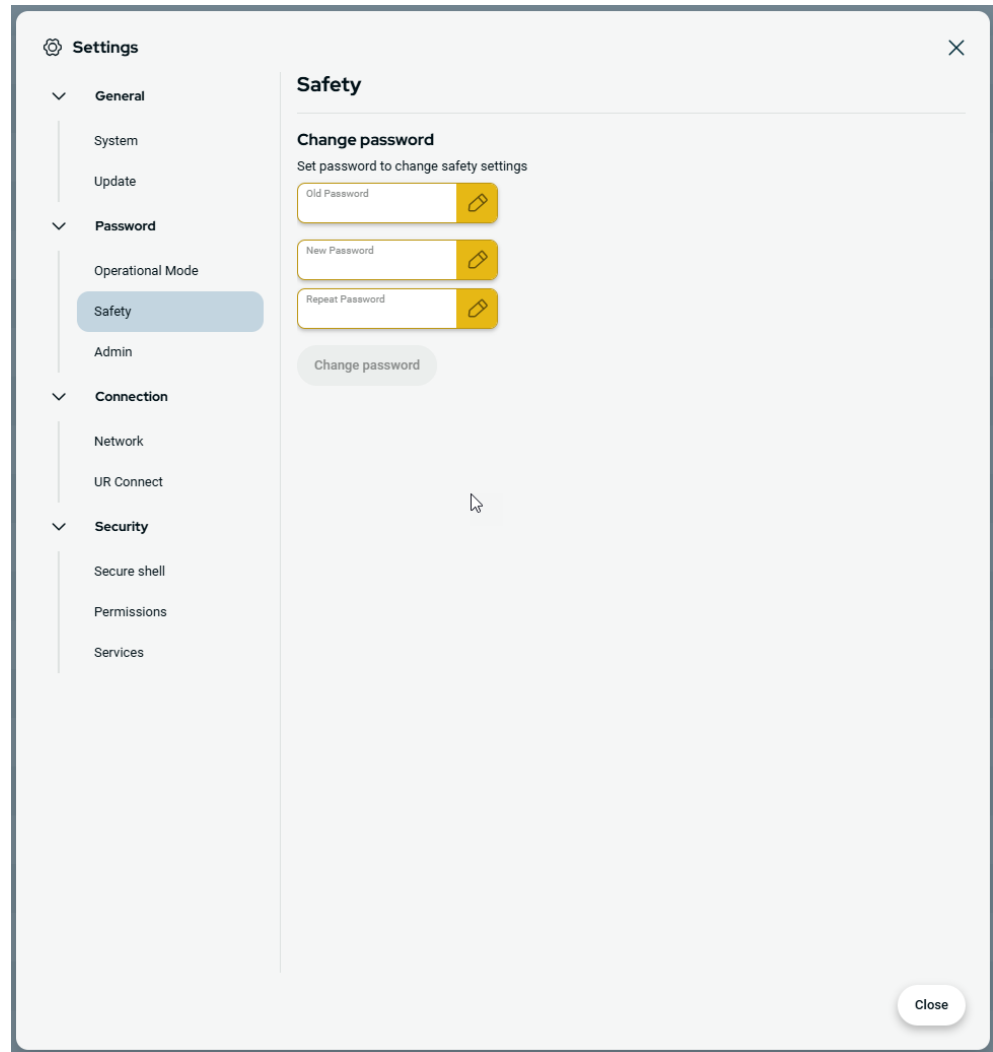 Settings
General
System
Update
Password
Operational Mode
Safety
Admin
Connection
Network
UR Connect
Security
Secure shell
Permissions
Services
Safety
Change password
Set password to change safety settings
Old Password
New Password
Repeat Password
Change password
Close